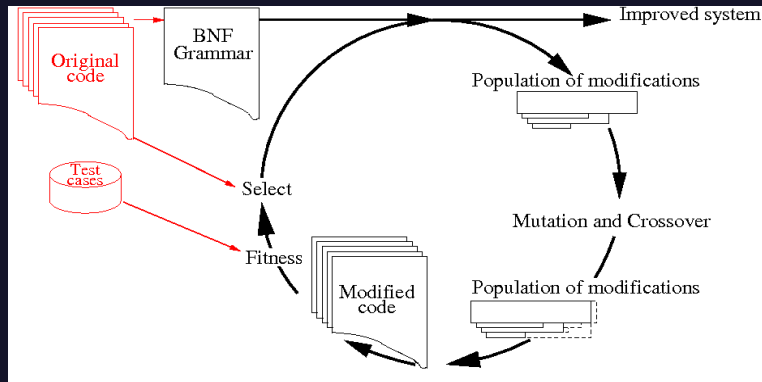 Improved system
Original
code
BNF
Grammar
Population of modifications
Test
cases
Select
Mutation and Crossover
Fitness
Modified
code
Population of modifications